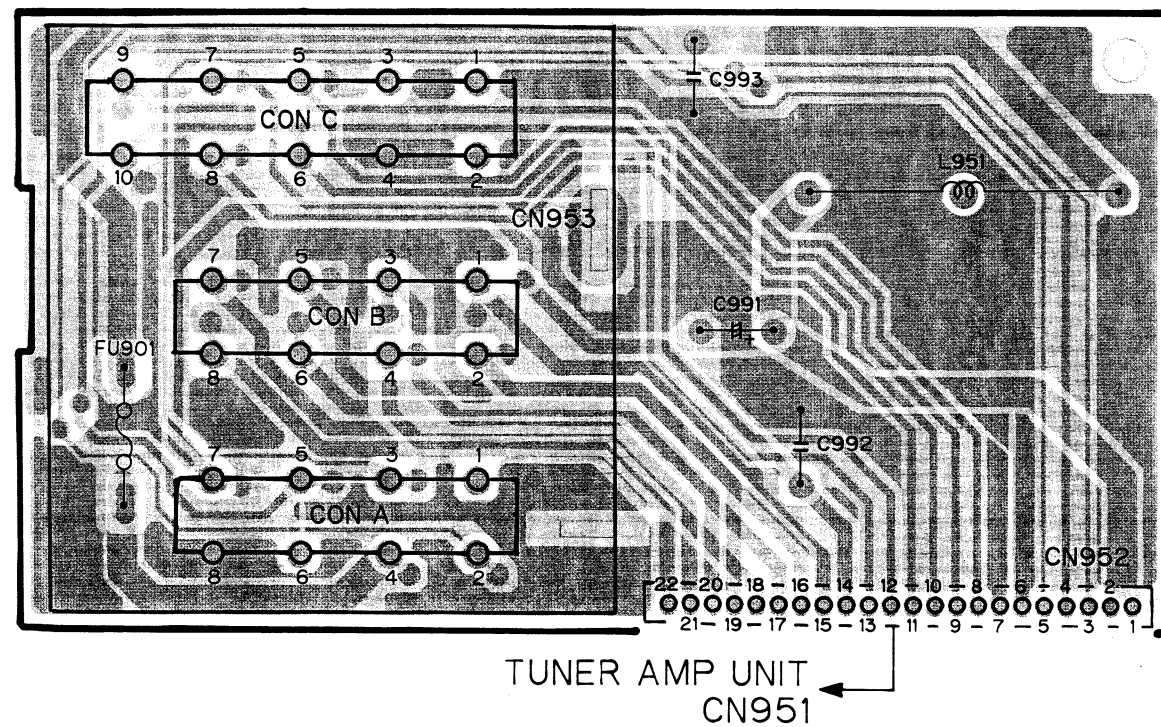 9 7 5 3 1
C993
CON C
10 8 6 4 2
L951
CN953
7 5 3 1
C991
+
CON B
FU901
8 6 4 2
C992
7 5 3 1
CON A
8 6 4 2
CN952
22-20-18-16-14-12-10-8-6-4-2
21-19-17-15-13-11-9-7-5-3-1
TUNER AMP UNIT
CN951